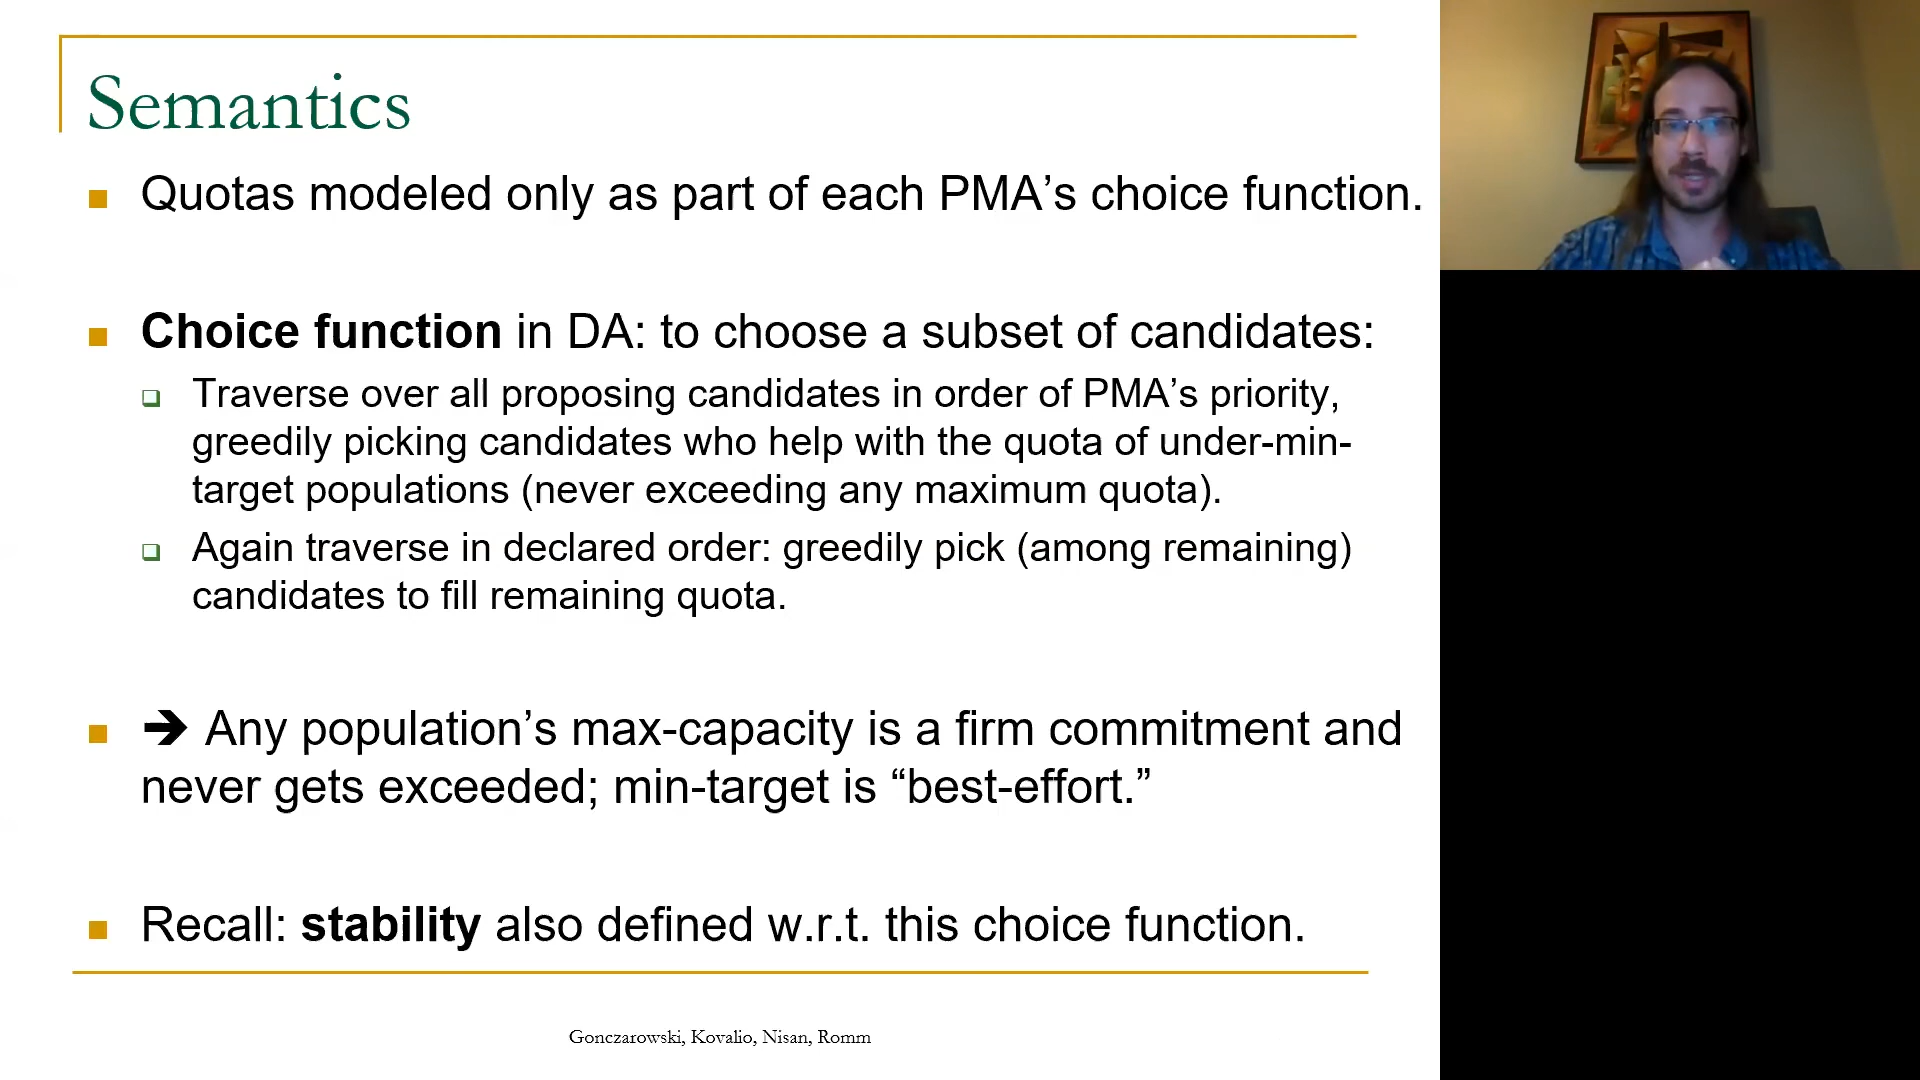 Semantics
Quotas modeled only as part of each PMA’s choice function.
Choice function in DA: to choose a subset of candidates:
Traverse over all proposing candidates in order of PMA’s priority,
greedily picking candidates who help with the quota of under-min-
target populations (never exceeding any maximum quota).
Again traverse in declared order: greedily pick (among remaining)
candidates to fill remaining quota.
➔ Any population’s max-capacity is a firm commitment and
never gets exceeded; min-target is “best-effort.”
Recall: stability also defined w.r.t. this choice function.
Gonczarowski, Kovalio, Nisan, Romm